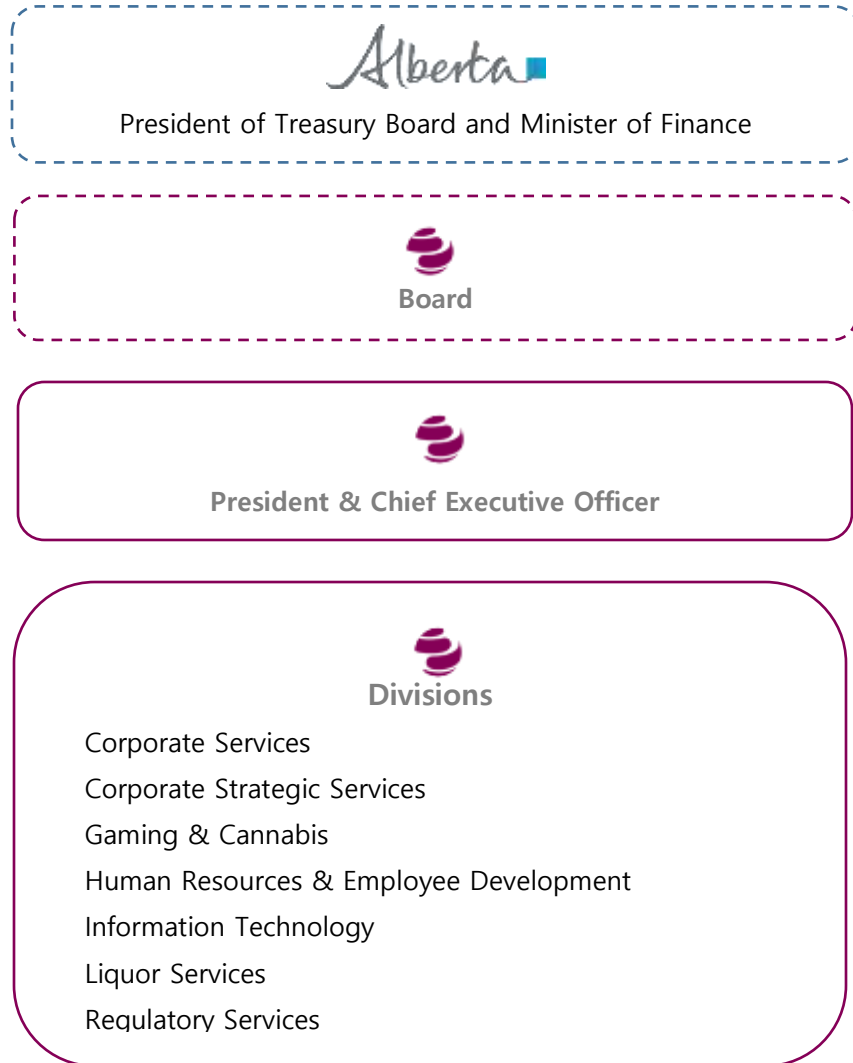 Alberta
President of Treasury Board and Minister of Finance
Board
President & Chief Executive Officer
Divisions
Corporate Services
Corporate Strategic Services
Gaming & Cannabis
Human Resources & Employee Development
Information Technology
Liquor Services
Regulatory Services